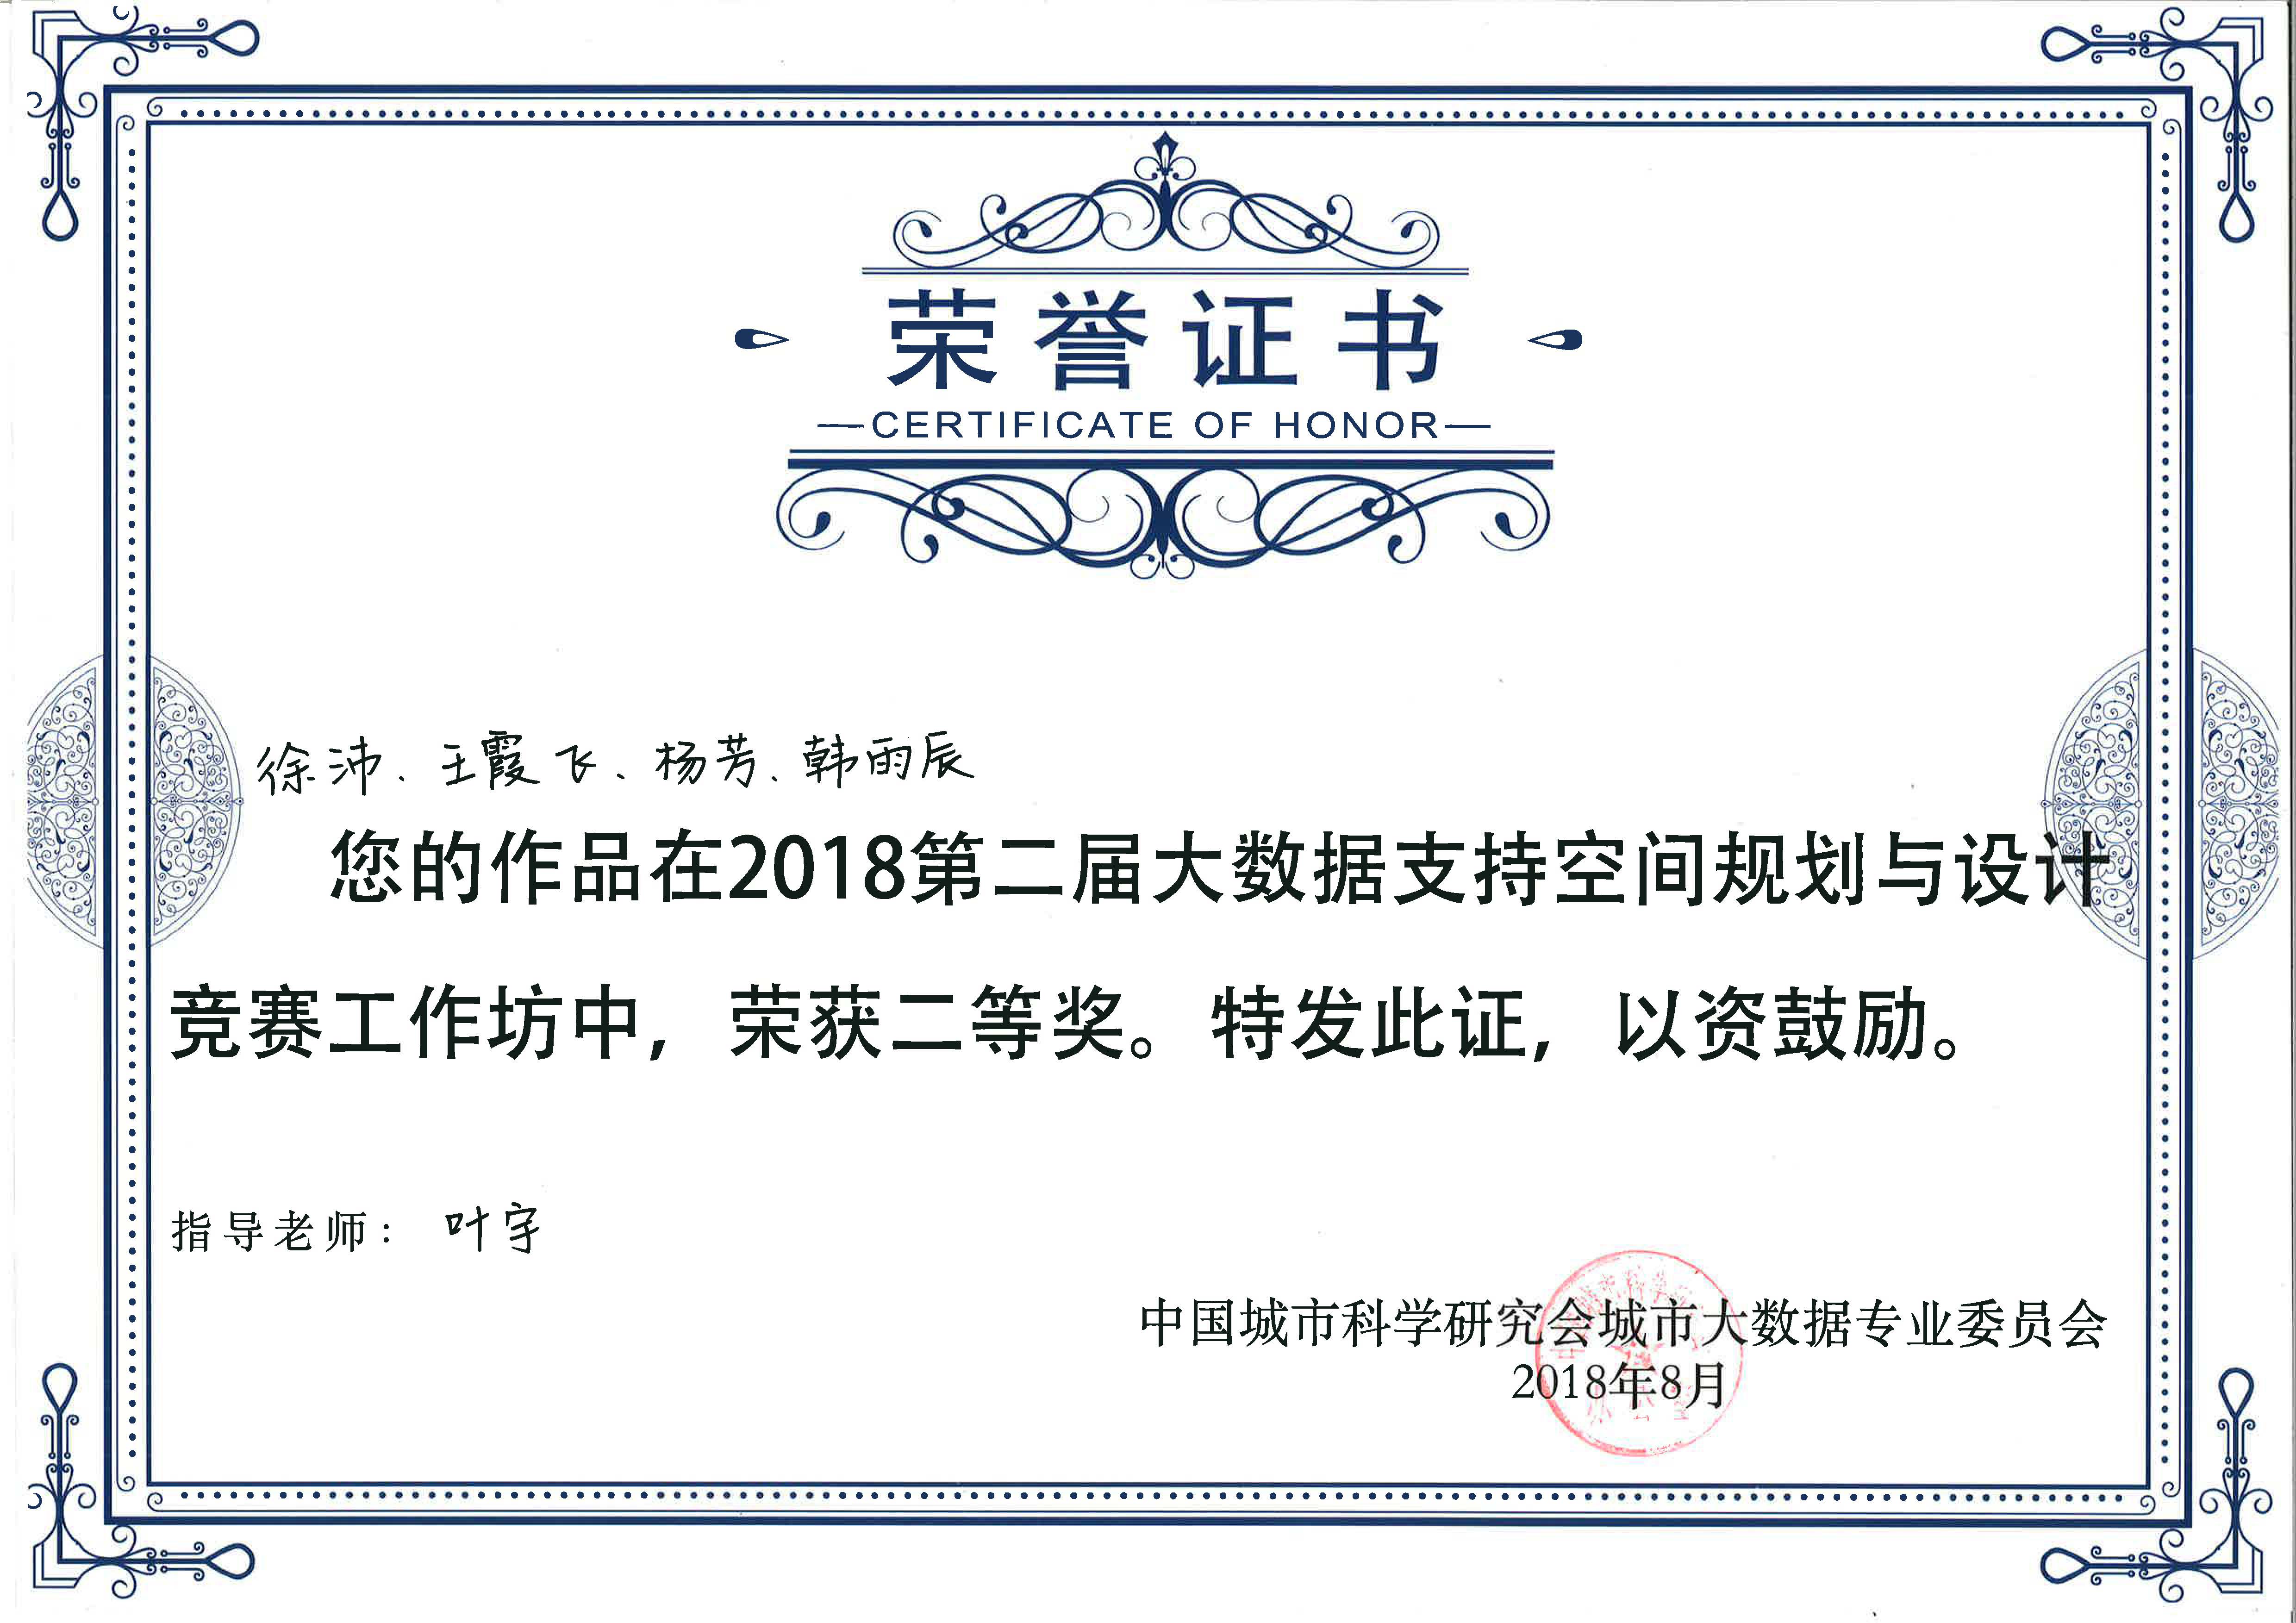 荣誉证书
—CERTIFICATE OF HONOR—
徐沛、王霞飞、杨芳、韩雨辰
您的作品在2018第二届大数据支持空间规划与设计
竞赛工作坊中，荣获二等奖。特发此证，以资鼓励。
指导老师： 叶宇
中国城市科学研究会城市大数据专业委员会
2018年8月